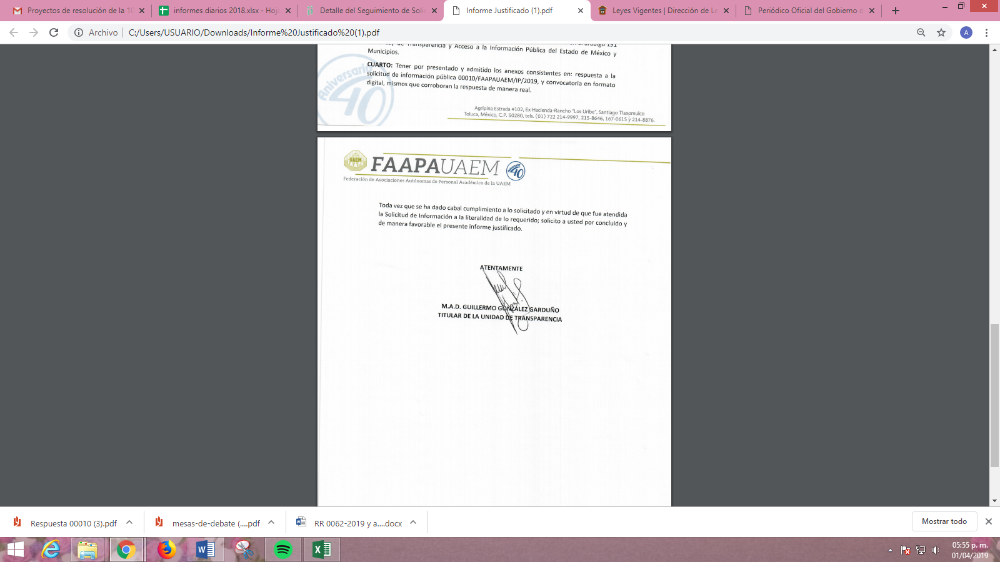 Proyectos de resolución de la 10
informes diarios 2018.xlsx - Hoja
Detalle del Seguimiento de Solic
Informe Justificado (1).pdf
Leyes Vigentes | Dirección de Le
Periódico Oficial del Gobierno d
Archivo
C:/Users/USUARIO/Downloads/Informe%20Justificado%20(1).pdf
A
de Transparencia y Acceso a la Información Pública del Estado de México y
Municipios.
CUARTO: Tener por presentado y admitido los anexos consistentes en: respuesta a la
solicitud de información pública 00010/FAAPAUAEM/IP/2019, y convocatoria en formato
digital, mismos que corroboran la respuesta de manera real.
Aniversario
40
Agripina Estrada #102, Ex Hacienda-Rancho "Los Uribe", Santiago Tlaxomulco
Toluca, México, C.P. 50280, tels. (01) 722 214-9997, 215-8646, 167-0615 y 214-8876.
UAEM
FAAPA
FAAPAUAEM
Aniversario
40
Federación de Asociaciones Autónomas de Personal Académico de la UAEM
Toda vez que se ha dado cabal cumplimiento a lo solicitado y en virtud de que fue atendida
la Solicitud de Información a la literalidad de lo requerido; solicito a usted por concluido y
de manera favorable el presente informe justificado.
ATENTAMENTE
M.A.D. GUILLERMO GONZÁLEZ GARDUÑO
TITULAR DE LA UNIDAD DE TRANSPARENCIA
Respuesta 00010 (3).pdf
mesas-de-debate (....pdf
RR 0062-2019 y a....docx
Mostrar todo
05:55 p. m.
01/04/2019